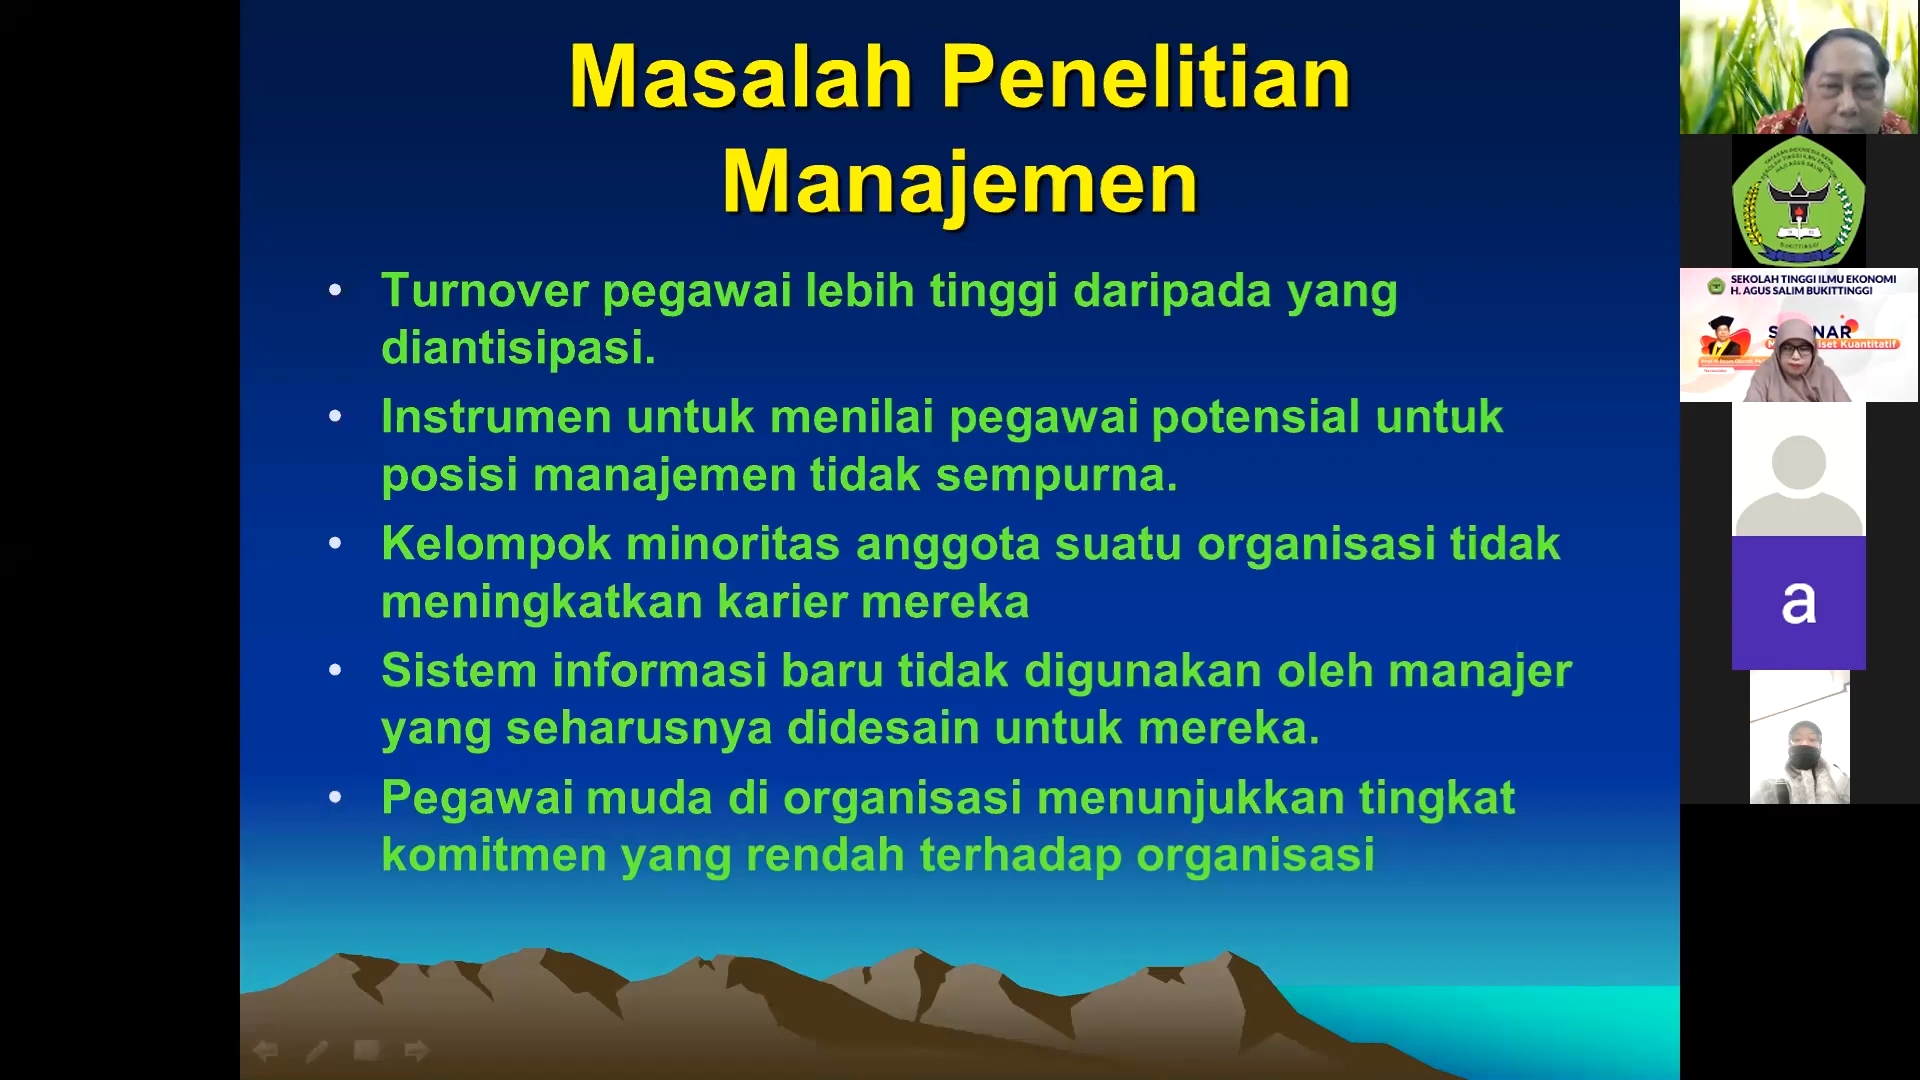 Masalah Penelitian
Manajemen
• Turnover pegawai lebih tinggi daripada yang
diantisipasi.
• Instrumen untuk menilai pegawai potensial untuk
posisi manajemen tidak sempurna.
• Kelompok minoritas anggota suatu organisasi tidak
meningkatkan karier mereka
• Sistem informasi baru tidak digunakan oleh manajer
yang seharusnya didesain untuk mereka.
• Pegawai muda di organisasi menunjukkan tingkat
komitmen yang rendah terhadap organisasi
BUKITTINGGI
SEKOLAH TINGGI ILMU EKONOMI
H. AGUS SALIM BUKITTINGGI
Kuantitatif
a